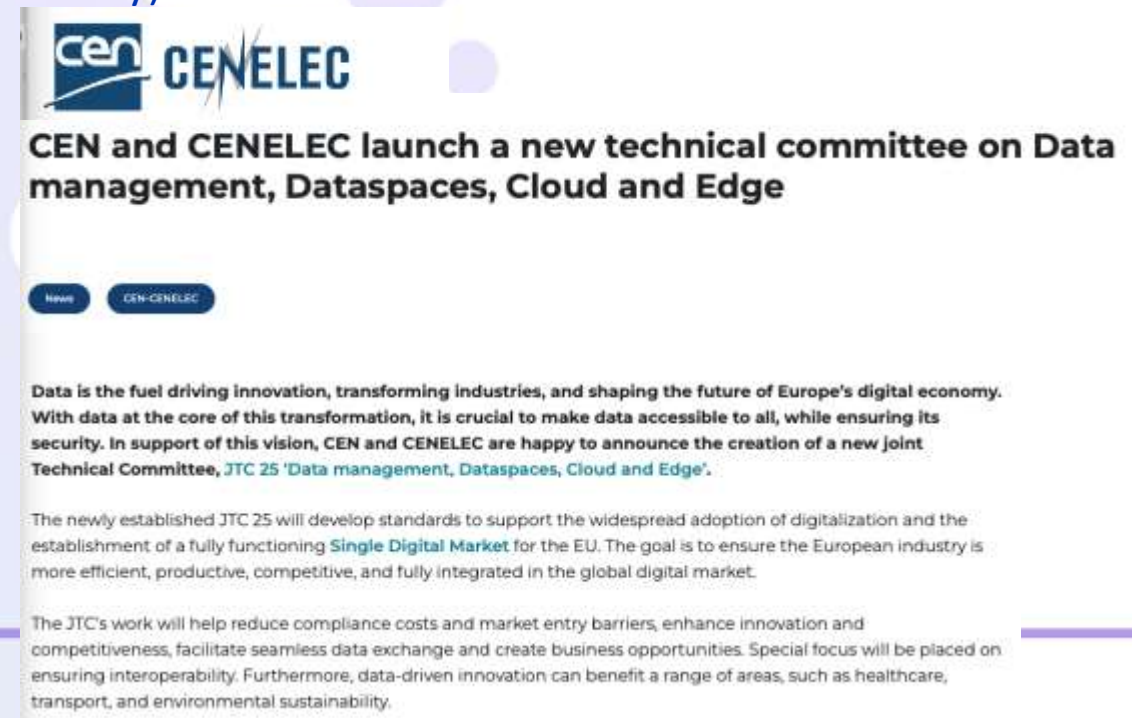 cen CENELEC
CEN and CENELEC launch a new technical committee on Data
management, Dataspaces, Cloud and Edge
News CEN-CENELEC
Data is the fuel driving innovation, transforming industries, and shaping the future of Europe's digital economy.
With data at the core of this transformation, it is crucial to make data accessible to all, while ensuring its
security. In support of this vision, CEN and CENELEC are happy to announce the creation of a new joint
Technical Committee, JTC 25 'Data management, Dataspaces, Cloud and Edge'.
The newly established JTC 25 will develop standards to support the widespread adoption of digitalization and the
establishment of a fully functioning Single Digital Market for the EU. The goal is to ensure the European industry is
more efficient, productive, competitive, and fully integrated in the global digital market.
The JTC's work will help reduce compliance costs and market entry barriers, enhance innovation and
competitiveness, facilitate seamless data exchange and create business opportunities. Special focus will be placed on
ensuring interoperability. Furthermore, data-driven innovation can benefit a range of areas, such as healthcare,
transport, and environmental sustainability.